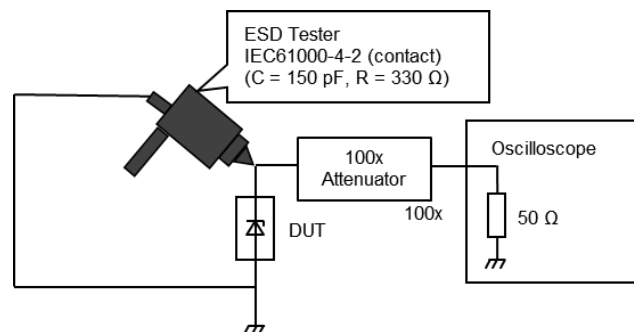 ESD Tester
IEC61000-4-2 (contact)
(C = 150 pF, R = 330 Ω)
100x
Attenuator
100x
Oscilloscope
50 Ω
DUT